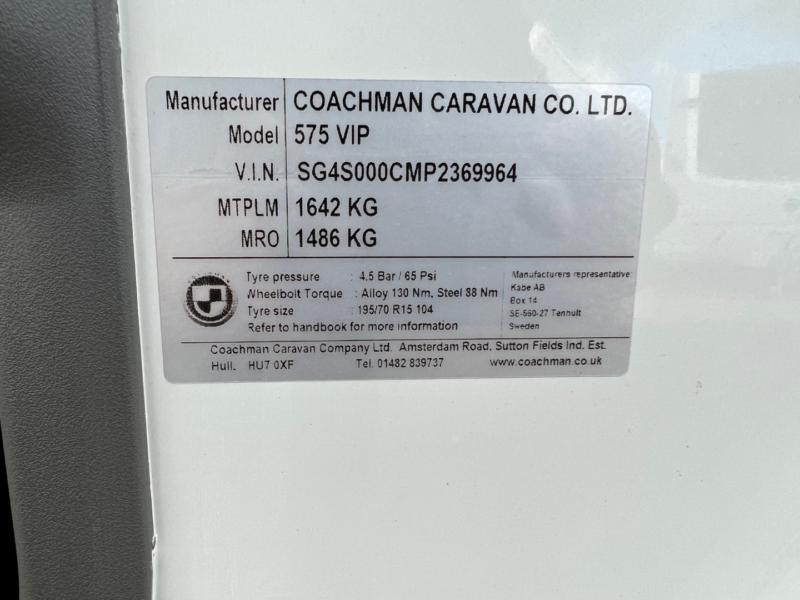 Manufacturer COACHMAN CARAVAN CO. LTD.
Model 575 VIP
V.I.N. SG4S000CMP2369964
MTPLM 1642 KG
MRO 1486 KG
Tyre pressure : 4.5 Bar / 65 Psi
Wheelbolt Torque : Alloy 130 Nm, Steel 88 Nm
Tyre size : 195/70 R15 104
Refer to handbook for more information
Manufacturers representative:
Kabe AB
Box 14
SE-560-27 Tenhult
Sweden
Coachman Caravan Company Ltd. Amsterdam Road, Sutton Fields Ind. Est.
Hull. HU7 0XF Tel. 01482 839737 www.coachman.co.uk